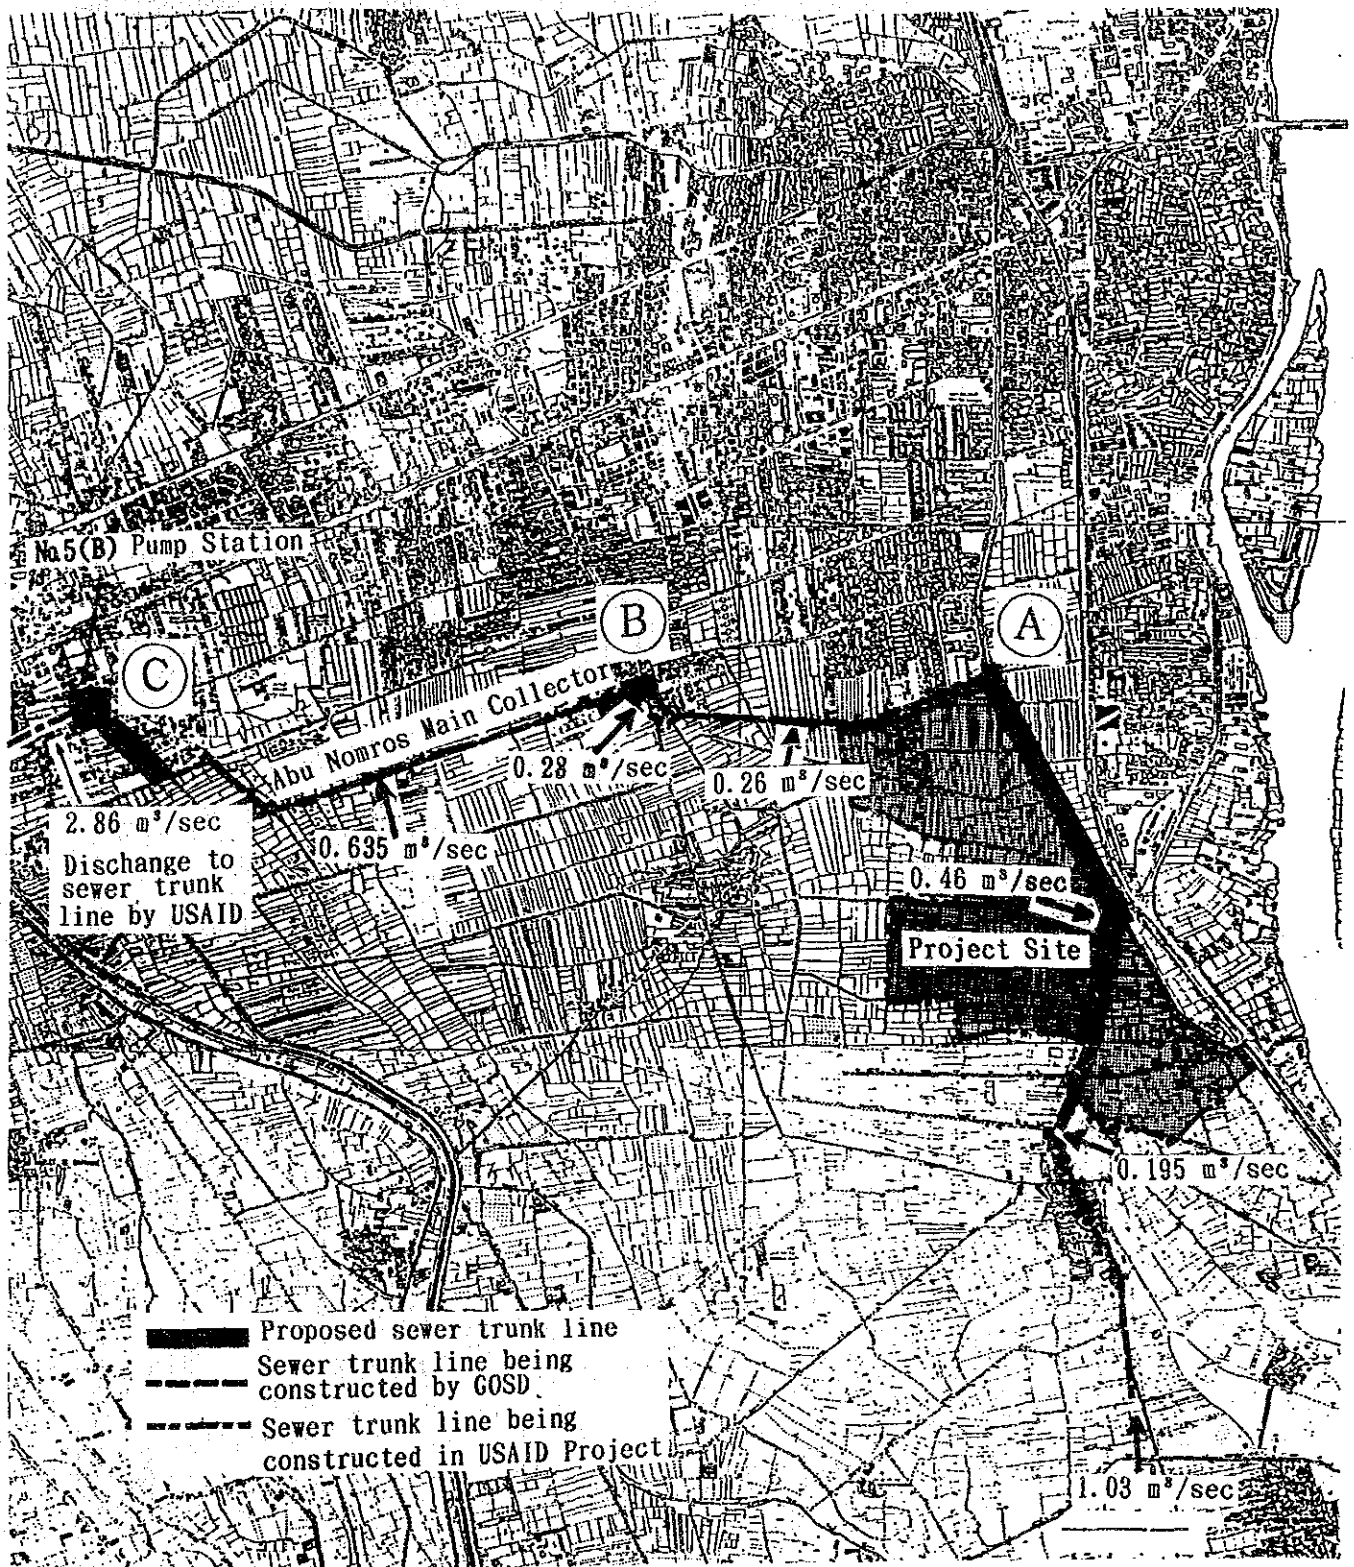 No.5(B) Pump Station
A
B
C
Abu Nomros Main Collector
0.28 m³/sec
0.26 m³/sec
2.86 m³/sec
Dischange to
sewer trunk
line by USAID
0.635 m³/sec
0.46 m³/sec
Project Site
0.195 m³/sec
Proposed sewer trunk line
Sewer trunk line being
constructed by GOSD
Sewer trunk line being
constructed in USAID Project
1.03 m³/sec